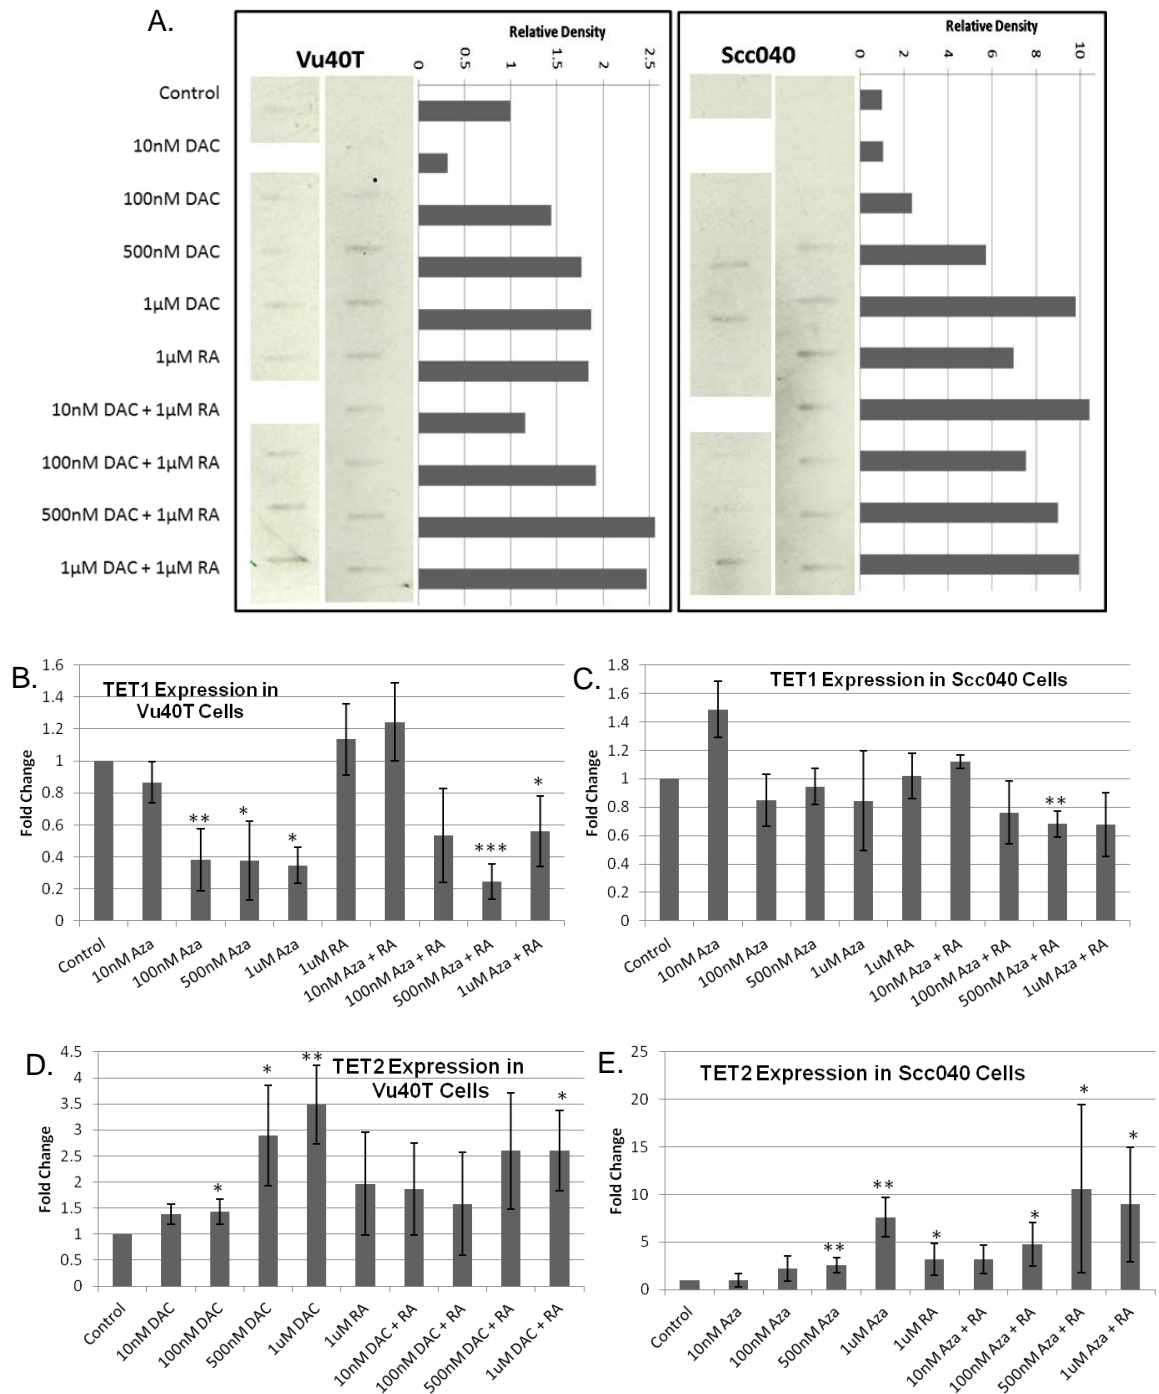 A.
Vu40T
Relative Density
0 0.5 1 1.5 2 2.5
Scc040
Relative Density
0 2 4 6 8 10
Control
10nM DAC
100nM DAC
500nM DAC
1µM DAC
1µM RA
10nM DAC + 1µM RA
100nM DAC + 1µM RA
500nM DAC + 1µM RA
1µM DAC + 1µM RA
B.
TET1 Expression in
Vu40T Cells
Fold Change
1.6
1.4
1.2
1
0.8
0.6
0.4
0.2
0
** * * *** *
Control 10nM Aza 100nM Aza 500nM Aza 1uM Aza 1uM RA 10nM Aza + RA 100nM Aza + RA 500nM Aza + RA 1uM Aza + RA
C.
TET1 Expression in Scc040 Cells
Fold Change
1.8
1.6
1.4
1.2
1
0.8
0.6
0.4
0.2
0
**
Control 10nM Aza 100nM Aza 500nM Aza 1uM Aza 1uM RA 10nM Aza + RA 100nM Aza + RA 500nM Aza + RA 1uM Aza + RA
D.
TET2 Expression in
Vu40T Cells
Fold Change
4.5
4
3.5
3
2.5
2
1.5
1
0.5
0
* * ** *
Control 10nM DAC 100nM DAC 500nM DAC 1uM DAC 1uM RA 10nM DAC + RA 100nM DAC + RA 500nM DAC + RA 1uM DAC + RA
E.
TET2 Expression in Scc040 Cells
Fold Change
25
20
15
10
5
0
** ** * * * *
Control 10nM Aza 100nM Aza 500nM Aza 1uM Aza 1uM RA 10nM Aza + RA 100nM Aza + RA 500nM Aza + RA 1uM Aza + RA